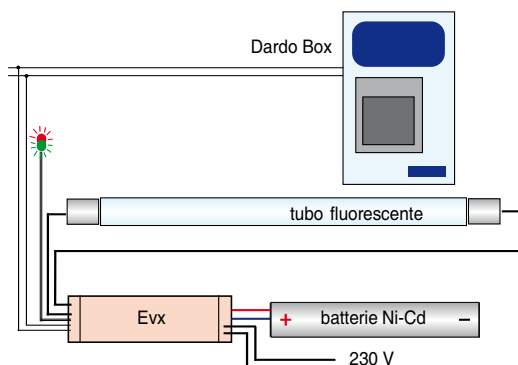 Dardo Box
tubo fluorescente
Evx
+ batterie Ni-Cd –
230 V